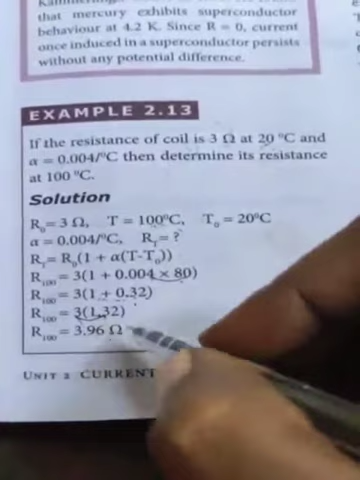 that mercury exhibits superconductor
behaviour at 4.2 K. Since R = 0, current
once induced in a superconductor persists
without any potential difference.
EXAMPLE 2.13
If the resistance of coil is 3 Ω at 20 °C and
α = 0.004/°C then determine its resistance
at 100 °C.
Solution
R₀ = 3 Ω, T = 100°C, T₀ = 20°C
α = 0.004/°C, R_T = ?
R_T = R₀(1 + α(T-T₀))
R₁₀₀ = 3(1 + 0.004 × 80)
R₁₀₀ = 3(1 + 0.32)
R₁₀₀ = 3(1.32)
R₁₀₀ = 3.96 Ω
UNIT 2 CURRENT